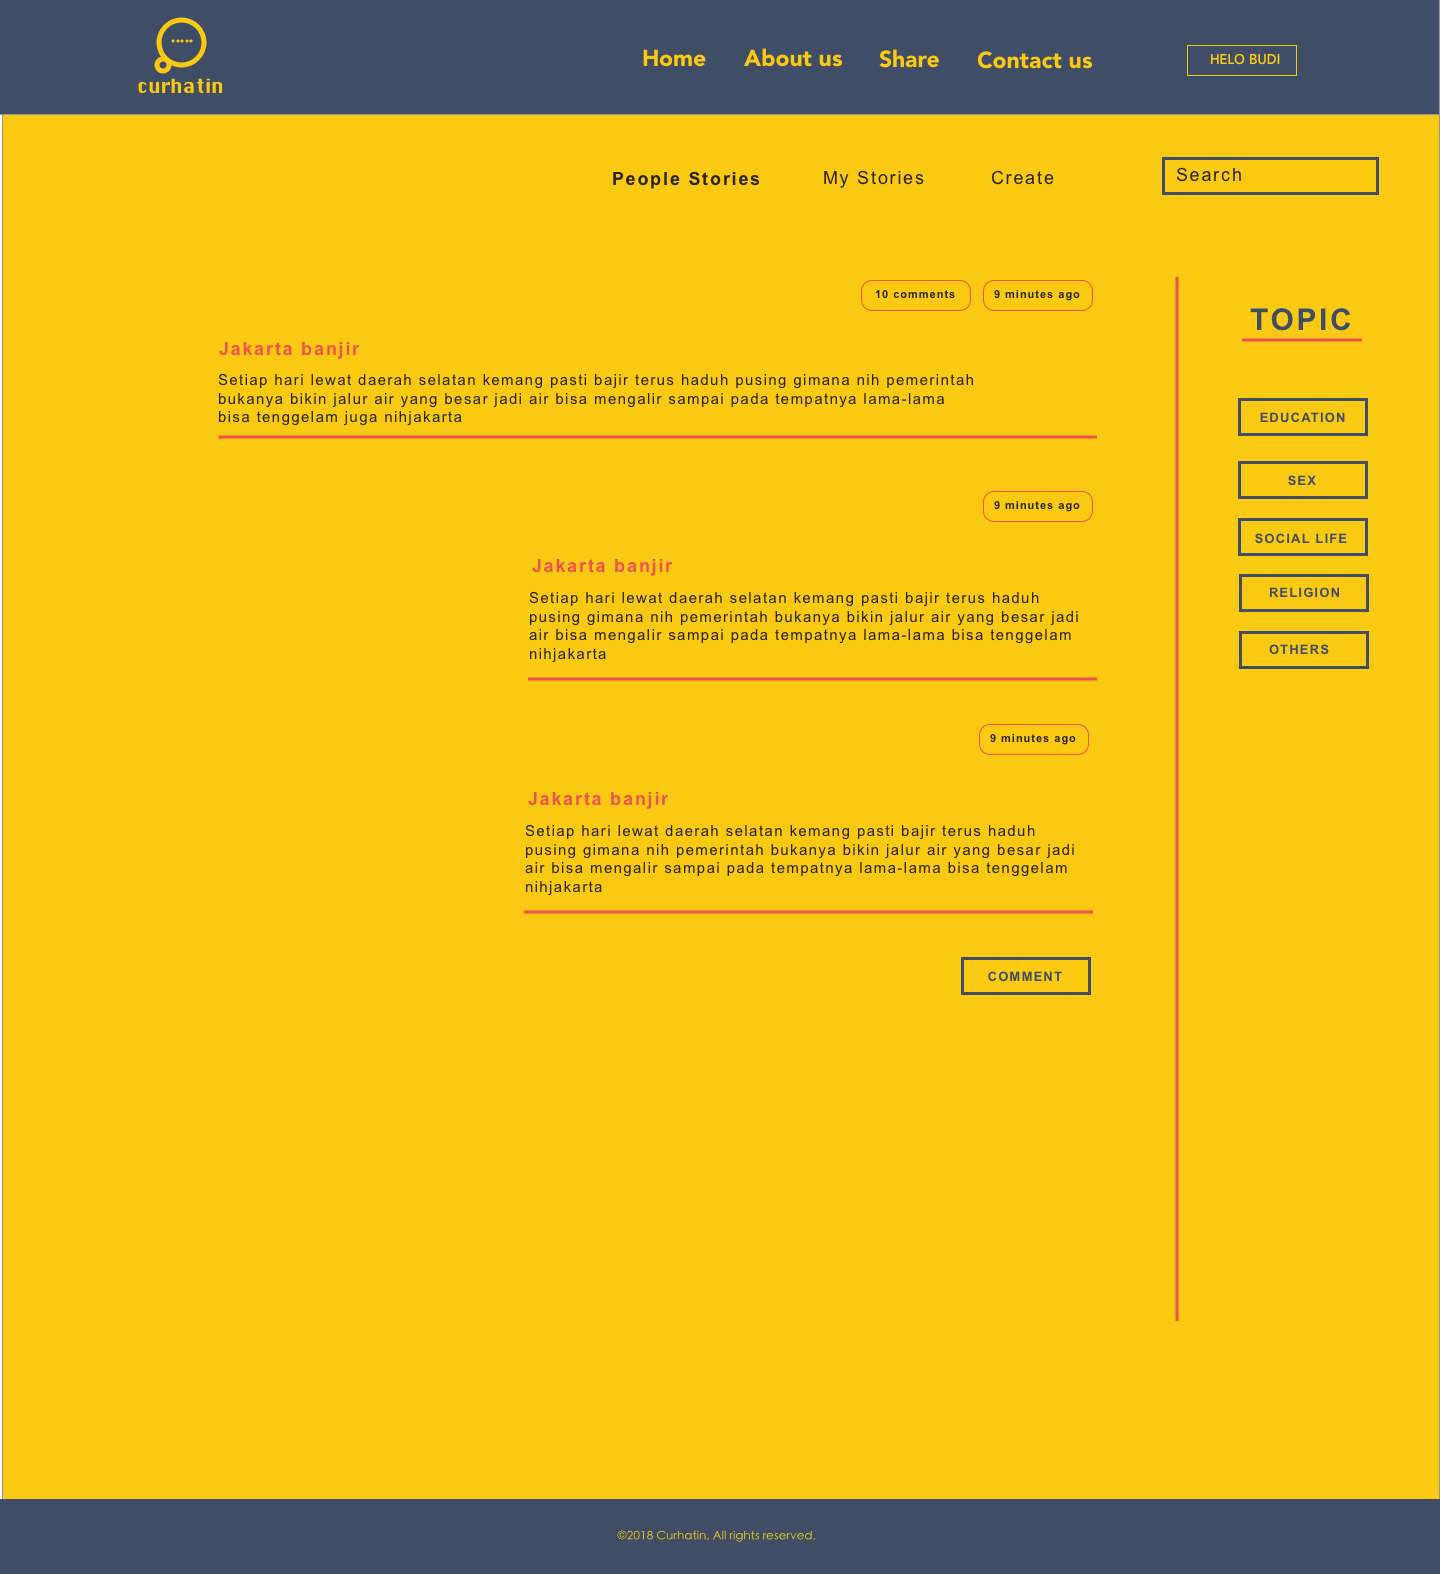 curhatin
Home
About us
Share
Contact us
HELO BUDI
People Stories
My Stories
Create
Search
10 comments
9 minutes ago
Jakarta banjir
Setiap hari lewat daerah selatan kemang pasti bajir terus haduh pusing gimana nih pemerintah
bukanya bikin jalur air yang besar jadi air bisa mengalir sampai pada tempatnya lama-lama
bisa tenggelam juga nihjakarta
9 minutes ago
Jakarta banjir
Setiap hari lewat daerah selatan kemang pasti bajir terus haduh
pusing gimana nih pemerintah bukanya bikin jalur air yang besar jadi
air bisa mengalir sampai pada tempatnya lama-lama bisa tenggelam
nihjakarta
9 minutes ago
Jakarta banjir
Setiap hari lewat daerah selatan kemang pasti bajir terus haduh
pusing gimana nih pemerintah bukanya bikin jalur air yang besar jadi
air bisa mengalir sampai pada tempatnya lama-lama bisa tenggelam
nihjakarta
COMMENT
TOPIC
EDUCATION
SEX
SOCIAL LIFE
RELIGION
OTHERS
©2018 Curhatin. All rights reserved.